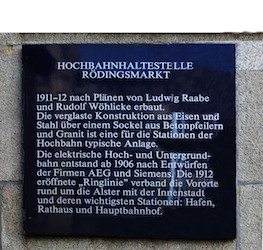 HOCHBAHNHALTESTELLE
RÖDINGSMARKT
1911-12 nach Plänen von Ludwig Raabe
und Rudolf Wöhlicke erbaut.
Die verglaste Konstruktion aus Eisen und
Stahl über einem Sockel aus Betonpfeilern
und Granit ist eine für die Stationen der
Hochbahn typische Anlage.
Die elektrische Hoch- und Untergrund-
bahn entstand ab 1906 nach Entwürfen
der Firmen AEG und Siemens. Die 1912
eröffnete „Ringlinie" verband die Vororte
rund um die Alster mit der Innenstadt
und deren wichtigsten Stationen: Hafen,
Rathaus und Hauptbahnhof.